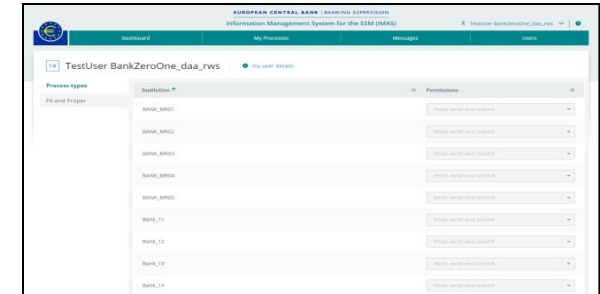 EUROPEAN CENTRAL BANK | BANKING SUPERVISION
Information Management System for the SSM (IMAS)
TestUser BankZeroOne_daa_rws
Dashboard My Processes Messages Users
TB TestUser BankZeroOne_daa_rws my user details
Process types
Fit and Proper
Institution Permissions
BANK_MR01 Read, write and submit
BANK_MR02 Read, write and submit
BANK_MR03 Read, write and submit
BANK_MR04 Read, write and submit
BANK_MR05 Read, write and submit
Bank_11 Read, write and submit
Bank_12 Read, write and submit
Bank_13 Read, write and submit
Bank_14 Read, write and submit